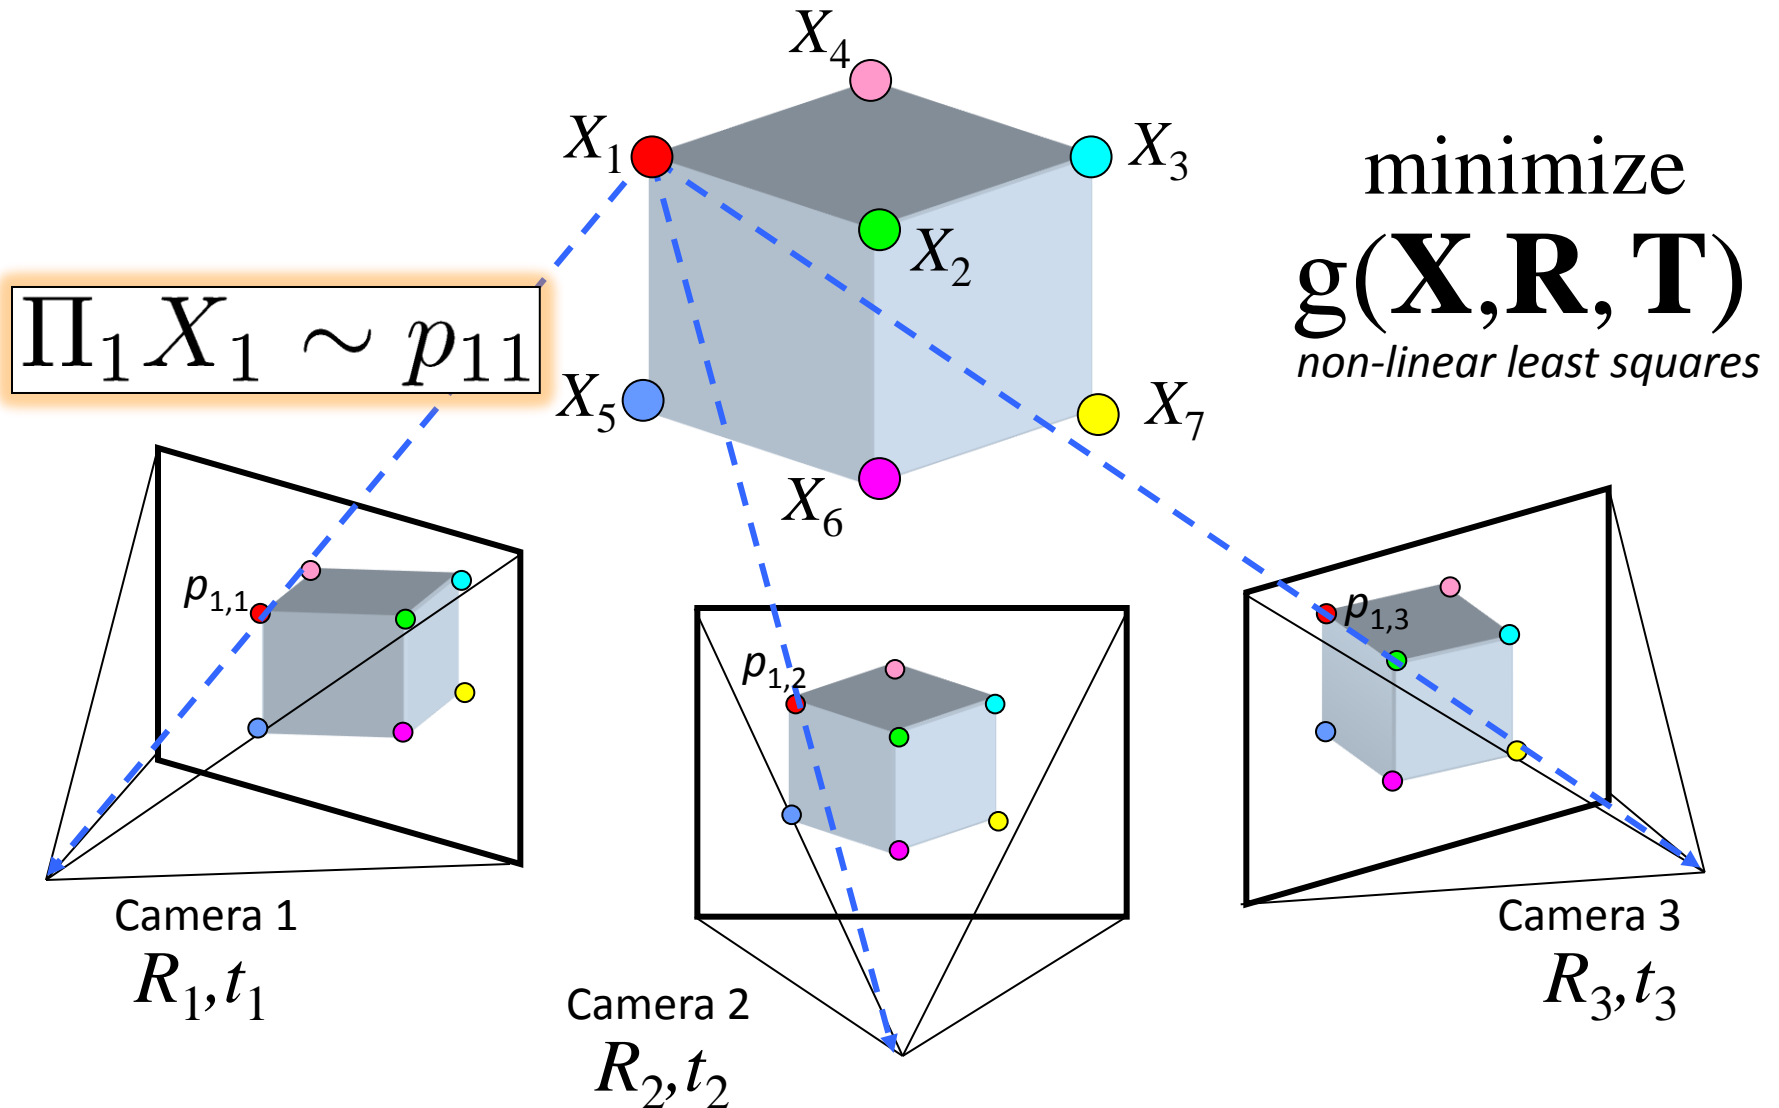 X₄
X₁
X₃
minimize
X₂
g(X,R, T)
Π₁X₁ ∼ p₁₁
non-linear least squares
X₅
X₇
X₆
p₁,₁
p₁,₃
p₁,₂
Camera 1
R₁,t₁
Camera 3
R₃,t₃
Camera 2
R₂,t₂